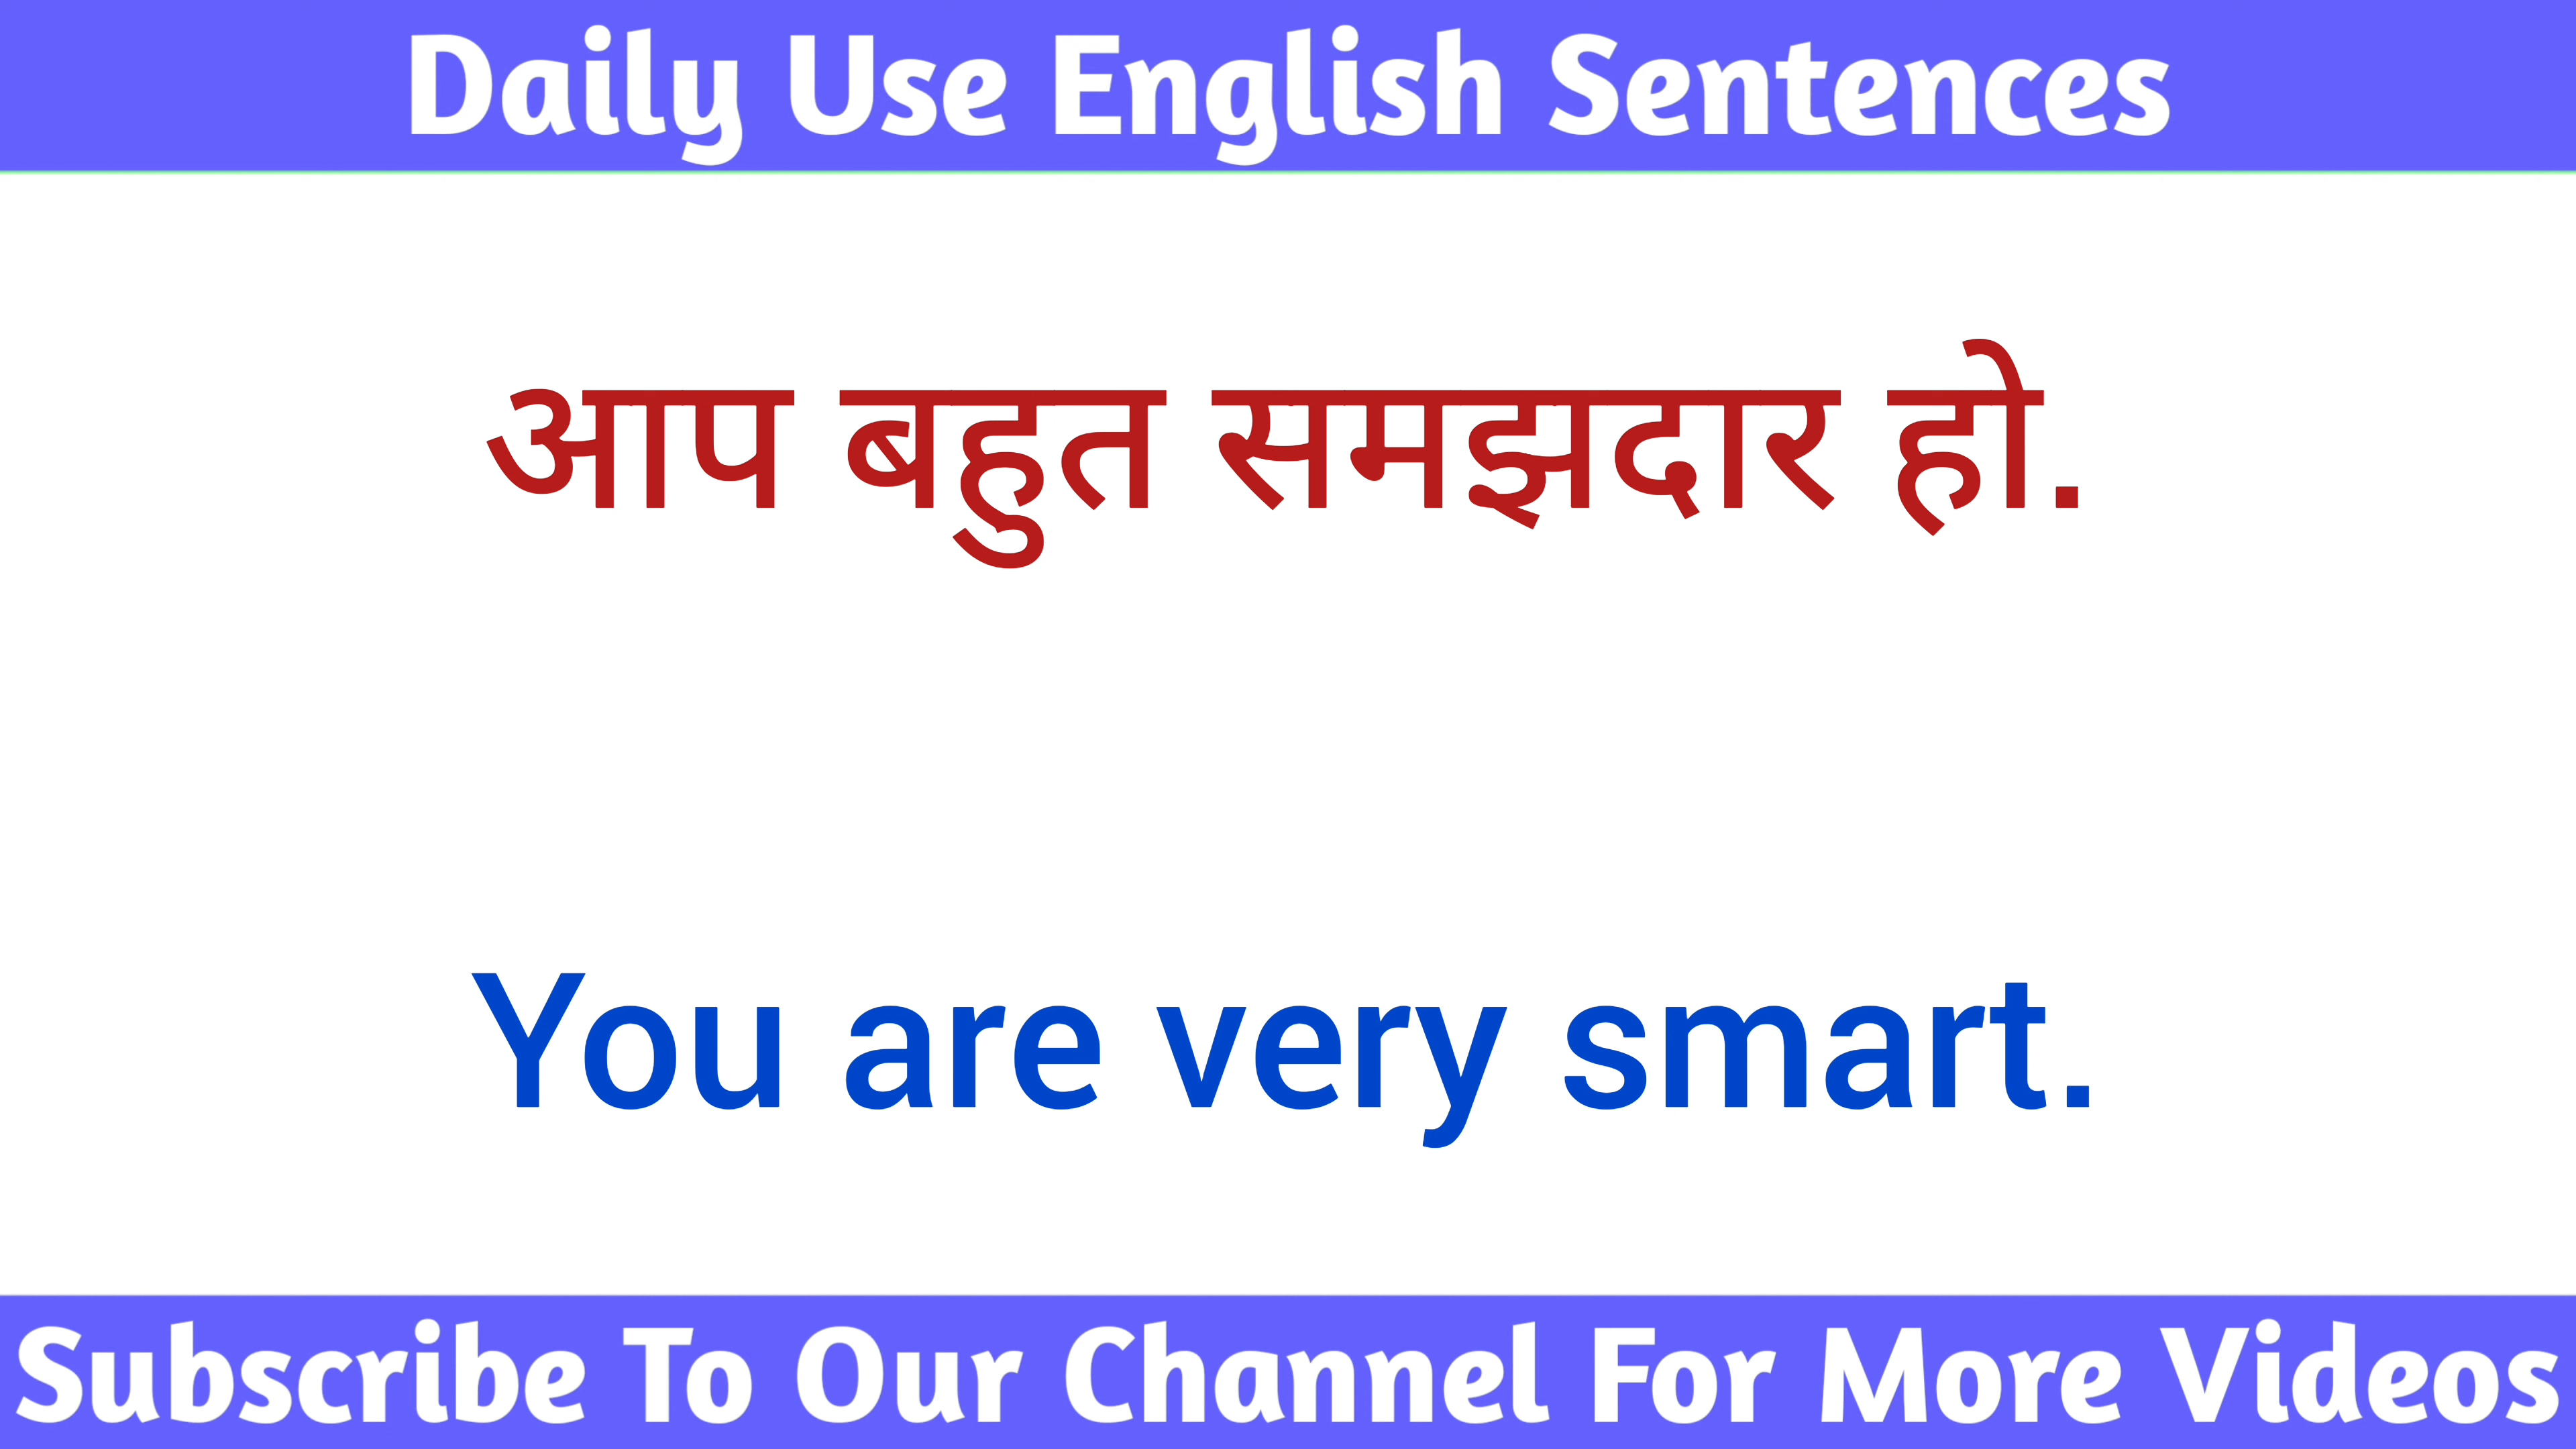 Daily Use English Sentences
आप बहुत समझदार हो.
You are very smart.
Subscribe To Our Channel For More Videos